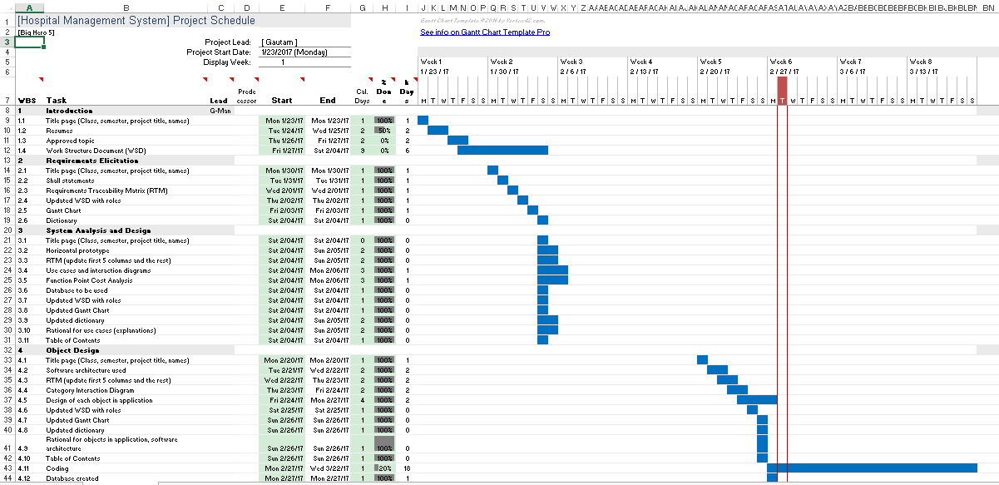 A B C D E F G H I J K L M N O P Q R S T U V W X Y Z
1 [Hospital Management System] Project Schedule
Gantt Chart Template © 2016 by Vertex42.com.
2 [Big Hero 5]
See info on Gantt Chart Template Pro
3 Project Lead: [ Gautam ]
4 Project Start Date: 1/23/2017 (Monday)
5 Display Week: 1 Week 1 Week 2 Week 3 Week 4 Week 5 Week 6 Week 7 Week 8
6 1 / 23 / 17 1 / 30 / 17 2 / 6 / 17 2 / 13 / 17 2 / 20 / 17 2 / 27 / 17 3 / 6 / 17 3 / 13 / 17
7 WBS Task Lead Prede cessor Start End Cal. Days % Don e Day s M T W T F S S M T W T F S S M T W T F S S M T W T F S S M T W T F S S M T W T F S S M T W T F S S M T W T F S S
8 1 Introduction G-Man
9 1.1 Title page (Class, semester, project title, names) Mon 1/23/17 Mon 1/23/17 1 100% 1
10 1.2 Resumes Tue 1/24/17 Wed 1/25/17 2 50% 2
11 1.3 Approved topic Thu 1/26/17 Fri 1/27/17 2 0% 2
12 1.4 Work Structure Document (WSD) Fri 1/27/17 Sat 2/04/17 9 0% 6
13 2 Requirements Elicitation
14 2.1 Title page (Class, semester, project title, names) Mon 1/30/17 Mon 1/30/17 1 100% 1
15 2.2 Shall statements Tue 1/31/17 Tue 1/31/17 1 100% 1
16 2.3 Requirements Traceability Matrix (RTM) Wed 2/01/17 Wed 2/01/17 1 100% 1
17 2.4 Updated WSD with roles Thu 2/02/17 Thu 2/02/17 1 100% 1
18 2.5 Gantt Chart Fri 2/03/17 Fri 2/03/17 1 100% 1
19 2.6 Dictionary Sat 2/04/17 Sat 2/04/17 1 100% 0
20 3 System Analysis and Design
21 3.1 Title page (Class, semester, project title, names) Sat 2/04/17 Sat 2/04/17 0 100% 0
22 3.2 Horizontal prototype Sat 2/04/17 Sun 2/05/17 2 100% 0
23 3.3 RTM (update first 5 columns and the rest) Sat 2/04/17 Sun 2/05/17 2 100% 0
24 3.4 Use cases and interaction diagrams Sat 2/04/17 Mon 2/06/17 3 100% 1
25 3.5 Function Point Cost Analysis Sat 2/04/17 Mon 2/06/17 3 100% 1
26 3.6 Database to be used Sat 2/04/17 Sat 2/04/17 1 100% 0
27 3.7 Updated WSD with roles Sat 2/04/17 Sat 2/04/17 1 100% 0
28 3.8 Updated Gantt Chart Sat 2/04/17 Sat 2/04/17 1 100% 0
29 3.9 Updated dictionary Sat 2/04/17 Sun 2/05/17 2 100% 0
30 3.10 Rational for use cases (explanations) Sat 2/04/17 Sun 2/05/17 2 100% 0
31 3.11 Table of Contents Sat 2/04/17 Sat 2/04/17 1 100% 0
32 4 Object Design
33 4.1 Title page (Class, semester, project title, names) Mon 2/20/17 Mon 2/20/17 1 100% 1
34 4.2 Software architecture used Tue 2/21/17 Wed 2/22/17 2 100% 2
35 4.3 RTM (update first 5 columns and the rest) Wed 2/22/17 Thu 2/23/17 2 100% 2
36 4.4 Category Interaction Diagram Thu 2/23/17 Fri 2/24/17 2 100% 2
37 4.5 Design of each object in application Fri 2/24/17 Mon 2/27/17 4 100% 2
38 4.6 Updated WSD with roles Sat 2/25/17 Sat 2/25/17 1 100% 0
39 4.7 Updated Gantt Chart Sun 2/26/17 Sun 2/26/17 1 100% 0
40 4.8 Updated dictionary Sun 2/26/17 Sun 2/26/17 1 100% 0
Rational for objects in application, software
41 4.9 architecture Sun 2/26/17 Sun 2/26/17 1 100% 0
42 4.10 Table of Contents Sun 2/26/17 Sun 2/26/17 1 100% 0
43 4.11 Coding Mon 2/27/17 Wed 3/22/17 1 20% 18
44 4.12 Database created Mon 2/27/17 Mon 2/27/17 1 100% 1